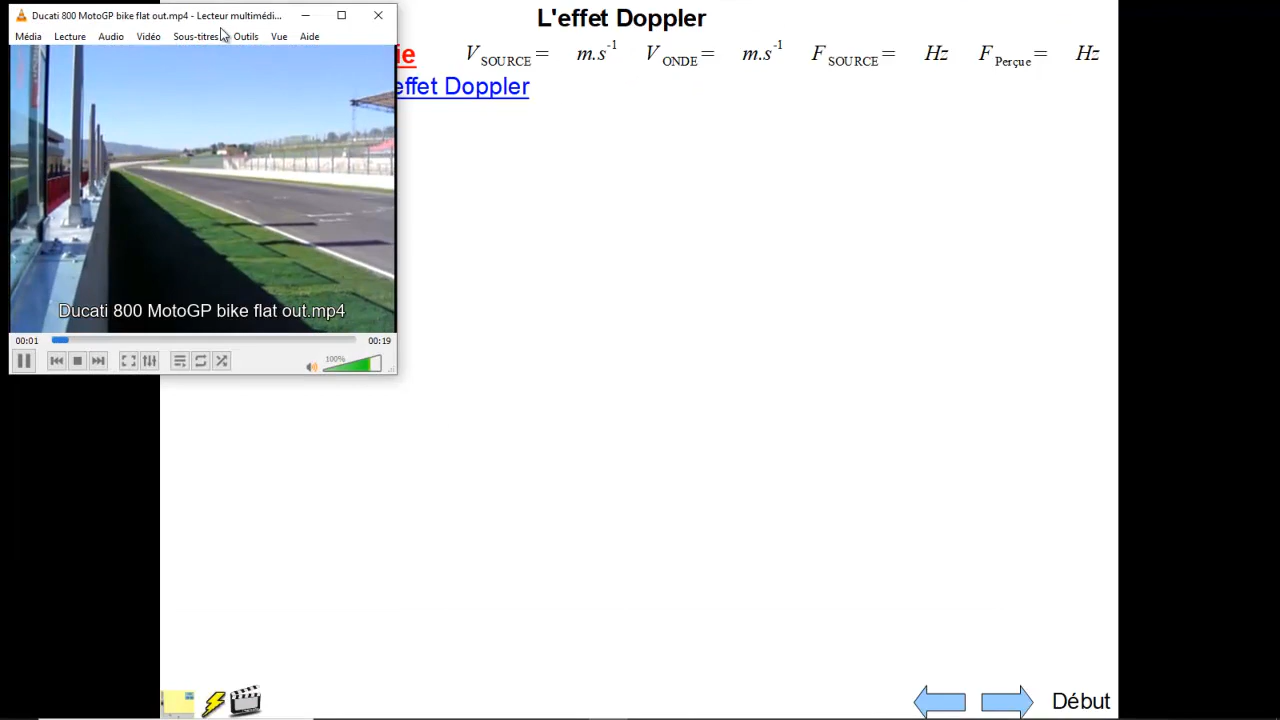 Ducati 800 MotoGP bike flat out.mp4 - Lecteur multimédi...
Média Lecture Audio Vidéo Sous-titres Outils Vue Aide
Ducati 800 MotoGP bike flat out.mp4
00:01 00:19
100%
L'effet Doppler
ie V SOURCE = m.s-1 V ONDE = m.s-1 F SOURCE = Hz F Perçue = Hz
effet Doppler
Début